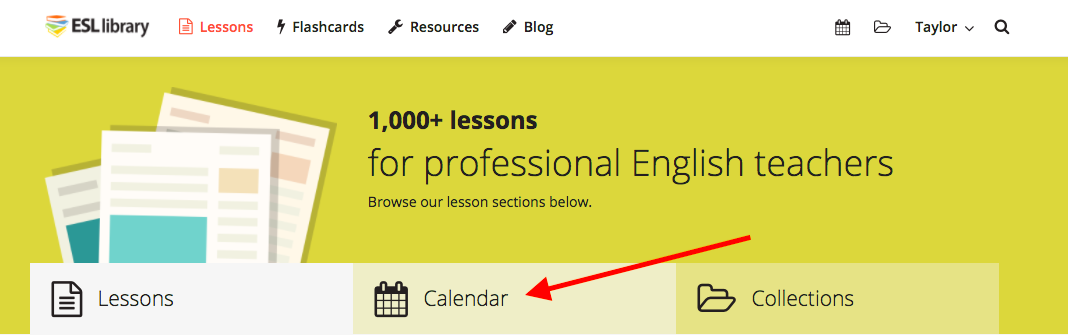 ESL library Lessons Flashcards Resources Blog Taylor
1,000+ lessons
for professional English teachers
Browse our lesson sections below.
Lessons Calendar Collections